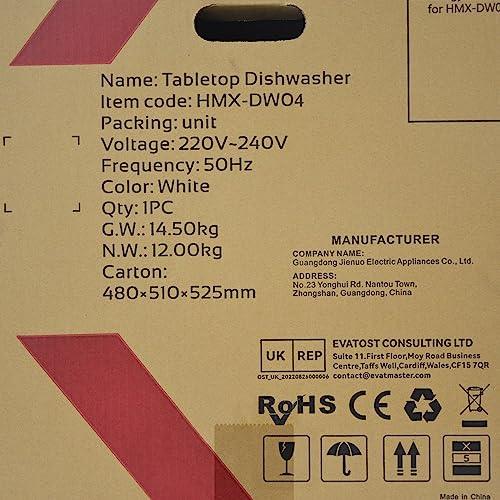 for HMX-DW0
Name: Tabletop Dishwasher
Item code: HMX-DW04
Packing: unit
Voltage: 220V~240V
Frequency: 50Hz
Color: White
Qty: 1PC
G.W.: 14.50kg
N.W.: 12.00kg
Carton:
480×510×525mm
MANUFACTURER
COMPANY NAME:
Guangdong Jienuo Electric Appliances Co., Ltd.
ADDRESS:
No.23 Yonghui Rd. Nantou Town,
Zhongshan, Guangdong, China
UK REP
EVATOST CONSULTING LTD
Suite 11.First Floor,Moy Road Business
Centre,Taffs Well,Cardiff,Wales,CF15 7QR
contact@evatmaster.com
OST_UK_20220826000006
RoHS CE
5
Made in China